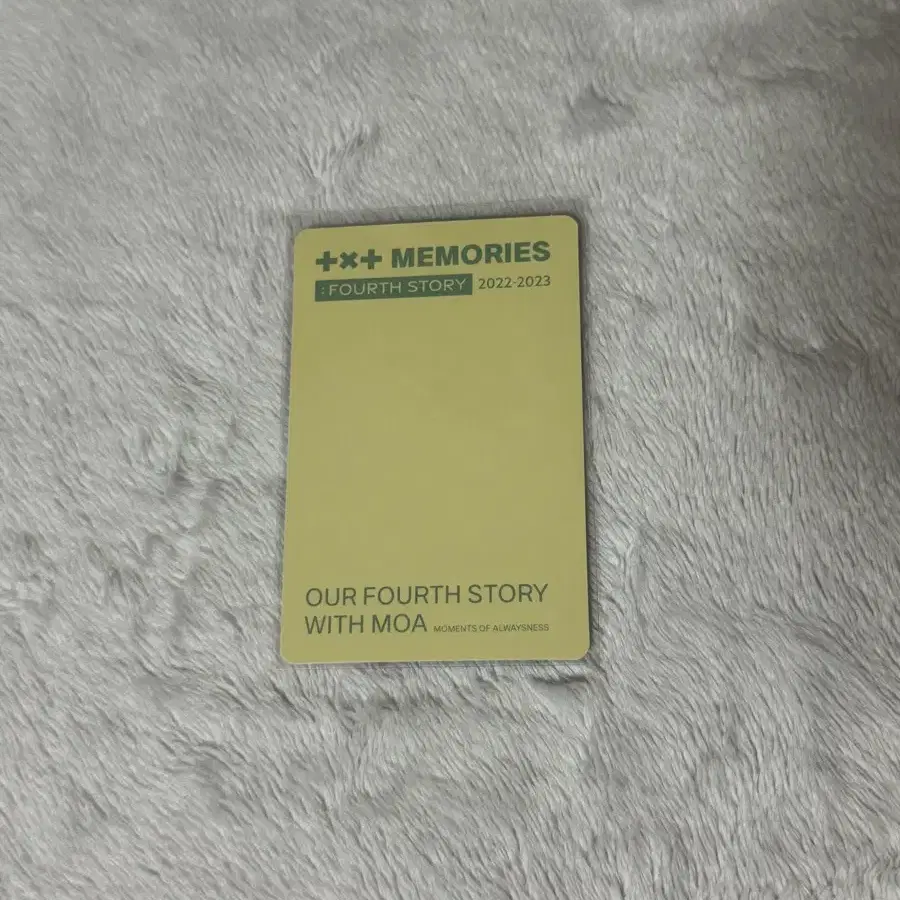 +×+ MEMORIES
:FOURTH STORY 2022-2023
OUR FOURTH STORY
WITH MOA MOMENTS OF ALWAYSNESS